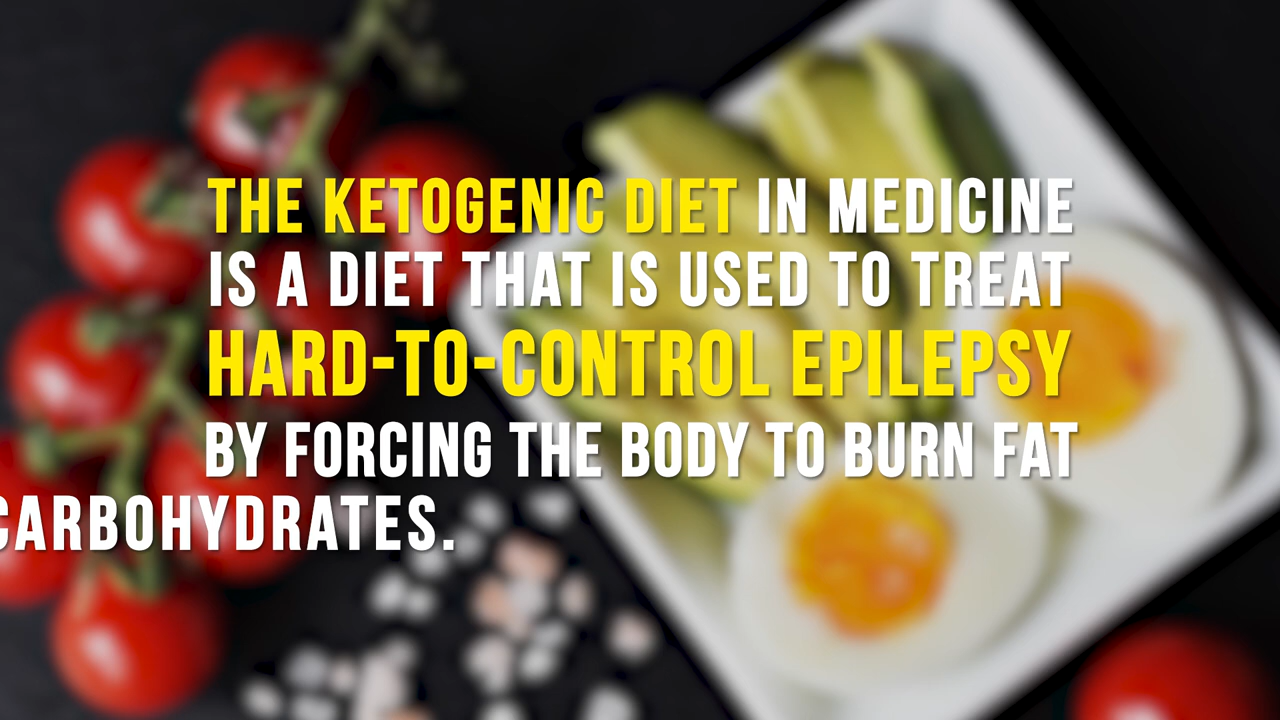 THE KETOGENIC DIET IN MEDICINE
IS A DIET THAT IS USED TO TREAT
HARD-TO-CONTROL EPILEPSY
BY FORCING THE BODY TO BURN FAT
CARBOHYDRATES.